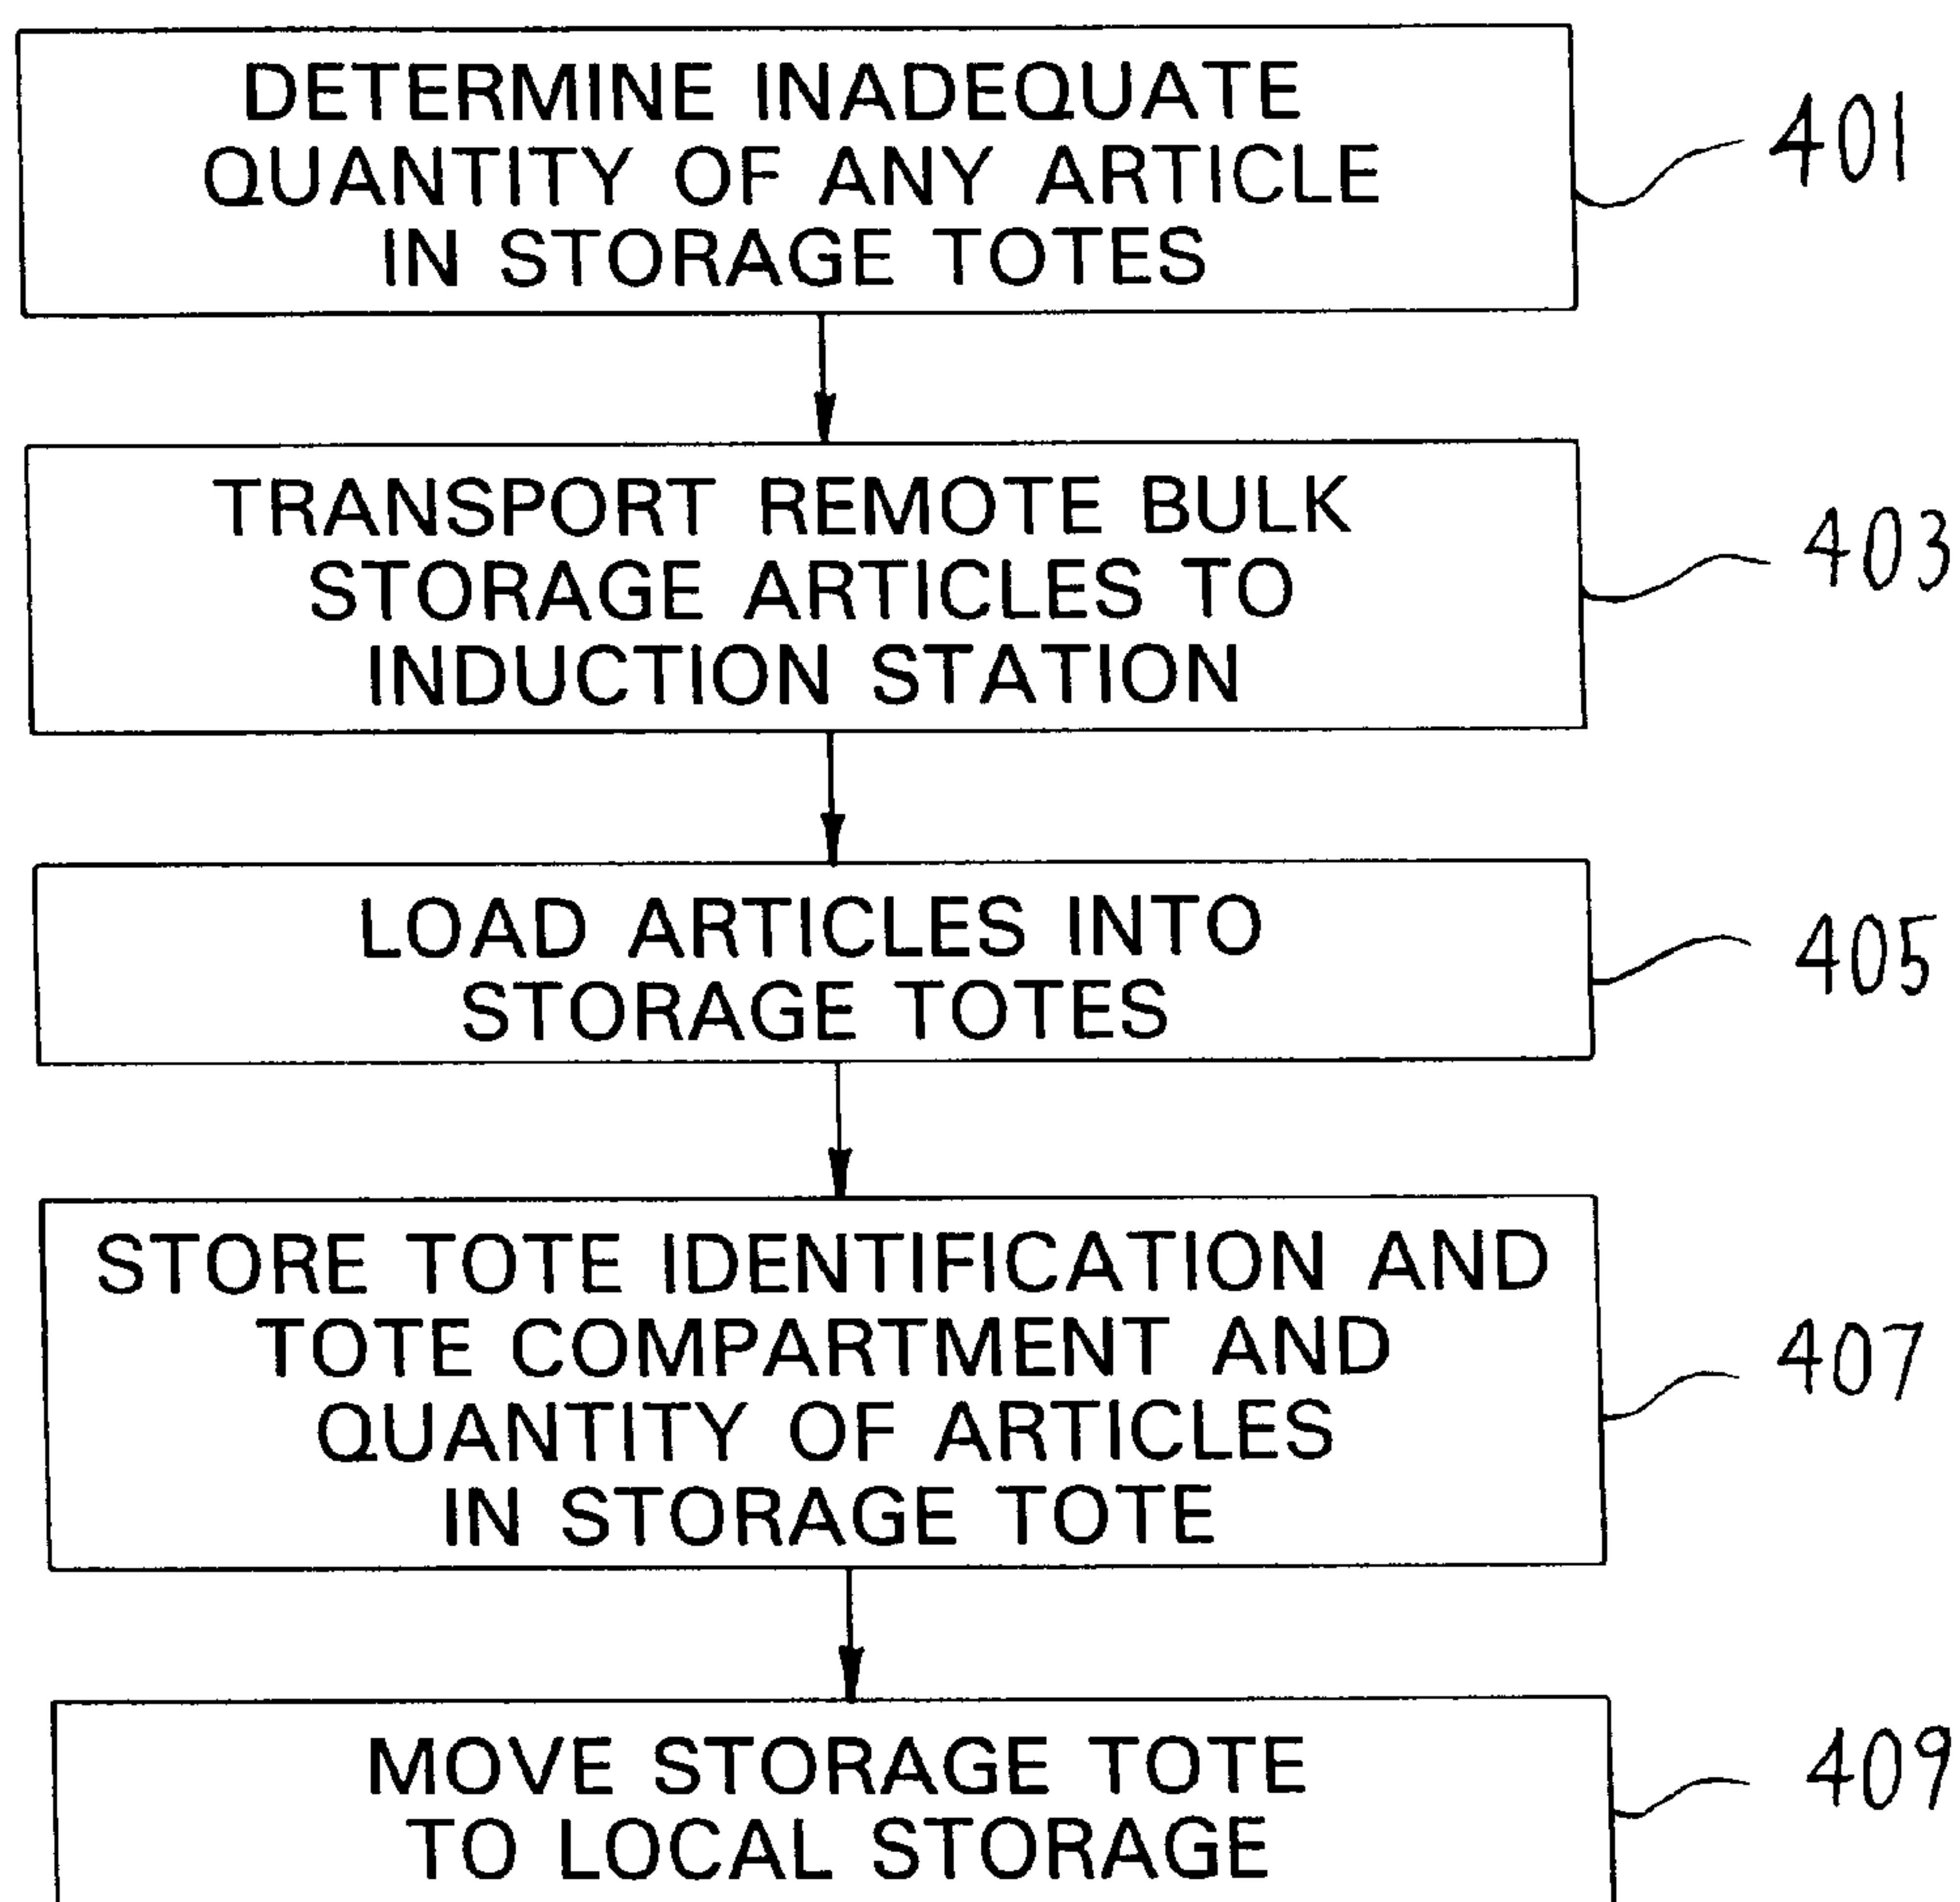 DETERMINE INADEQUATE
QUANTITY OF ANY ARTICLE
IN STORAGE TOTES
401
TRANSPORT REMOTE BULK
STORAGE ARTICLES TO
INDUCTION STATION
403
LOAD ARTICLES INTO
STORAGE TOTES
405
STORE TOTE IDENTIFICATION AND
TOTE COMPARTMENT AND
QUANTITY OF ARTICLES
IN STORAGE TOTE
407
MOVE STORAGE TOTE
TO LOCAL STORAGE
409